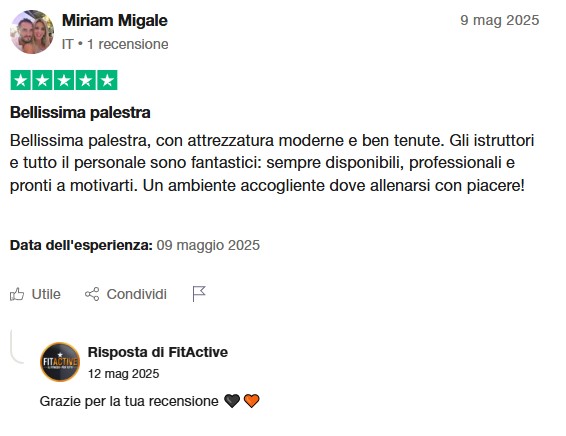 Miriam Migale
9 mag 2025
IT • 1 recensione
Bellissima palestra
Bellissima palestra, con attrezzatura moderne e ben tenute. Gli istruttori
e tutto il personale sono fantastici: sempre disponibili, professionali e
pronti a motivarti. Un ambiente accogliente dove allenarsi con piacere!
Data dell'esperienza: 09 maggio 2025
Utile
Condividi
FITACTIVE
Risposta di FitActive
12 mag 2025
Grazie per la tua recensione 🖤🧡